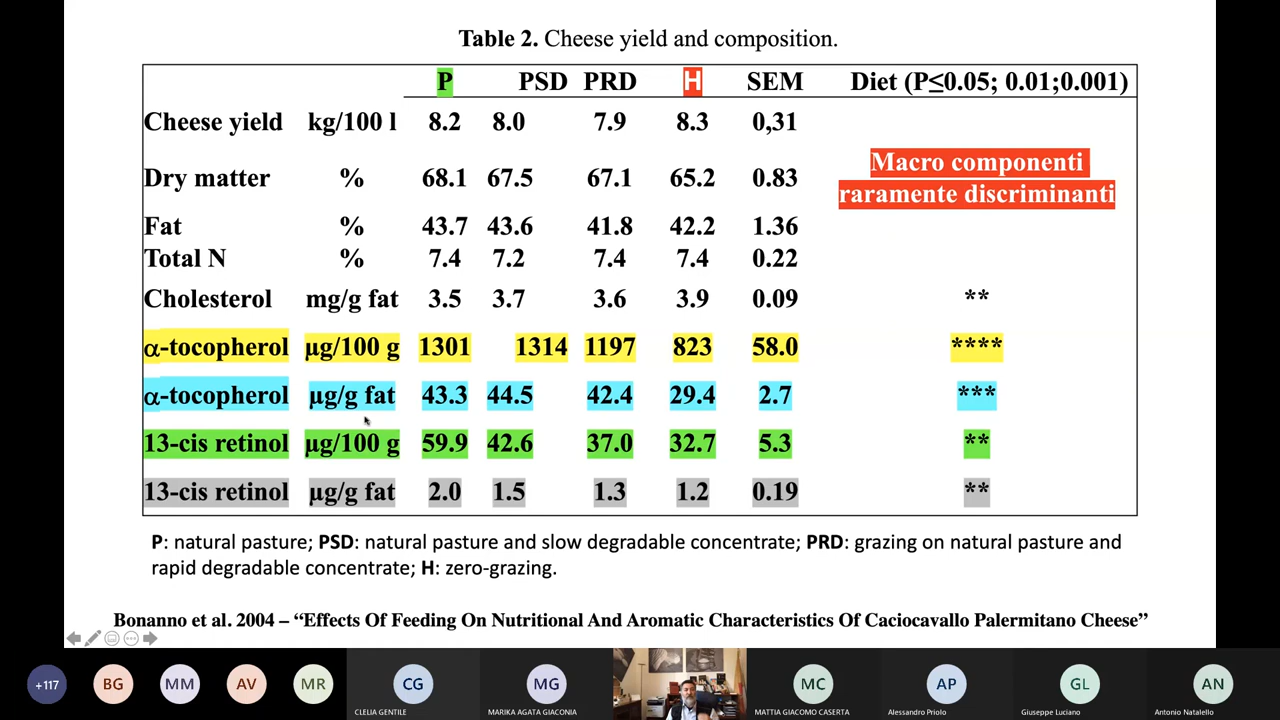 Table 2. Cheese yield and composition.
P PSD PRD H SEM Diet (P≤0.05; 0.01;0.001)
Cheese yield kg/100 l 8.2 8.0 7.9 8.3 0,31
Macro componenti
raramente discriminanti
Dry matter % 68.1 67.5 67.1 65.2 0.83
Fat % 43.7 43.6 41.8 42.2 1.36
Total N % 7.4 7.2 7.4 7.4 0.22
Cholesterol mg/g fat 3.5 3.7 3.6 3.9 0.09 **
α-tocopherol µg/100 g 1301 1314 1197 823 58.0 ****
α-tocopherol µg/g fat 43.3 44.5 42.4 29.4 2.7 ***
13-cis retinol µg/100 g 59.9 42.6 37.0 32.7 5.3 **
13-cis retinol µg/g fat 2.0 1.5 1.3 1.2 0.19 **
P: natural pasture; PSD: natural pasture and slow degradable concentrate; PRD: grazing on natural pasture and
rapid degradable concentrate; H: zero-grazing.
Bonanno et al. 2004 – “Effects Of Feeding On Nutritional And Aromatic Characteristics Of Caciocavallo Palermitano Cheese”
+117 BG MM AV MR CG MG MC AP GL AN
CLELIA GENTILE MARIKA AGATA GIACONIA MATTIA GIACOMO CASERTA Alessandro Priolo Giuseppe Luciano Antonio Natalello